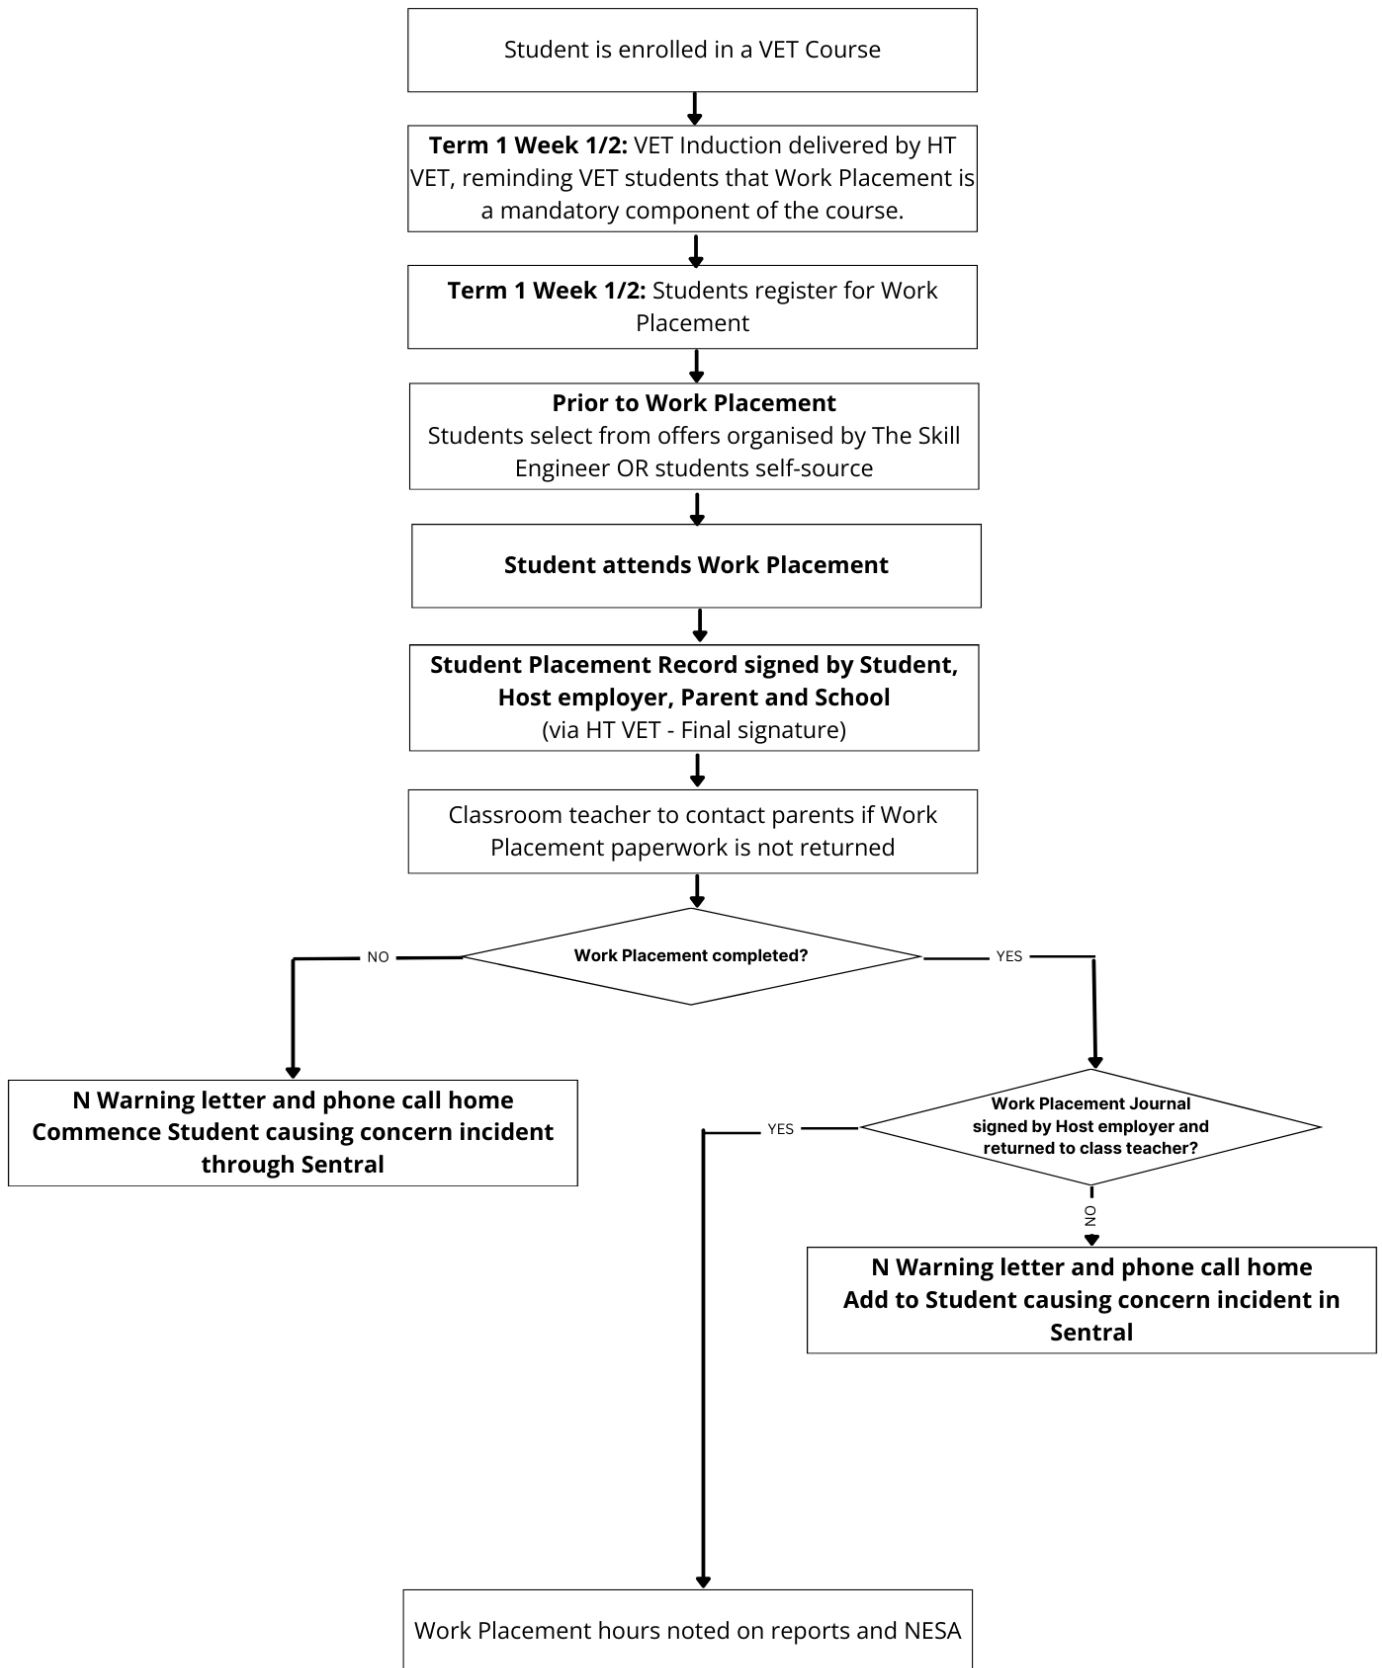 Student is enrolled in a VET Course
Term 1 Week 1/2: VET Induction delivered by HT
VET, reminding VET students that Work Placement is
a mandatory component of the course.
Term 1 Week 1/2: Students register for Work
Placement
Prior to Work Placement
Students select from offers organised by The Skill
Engineer OR students self-source
Student attends Work Placement
Student Placement Record signed by Student,
Host employer, Parent and School
(via HT VET - Final signature)
Classroom teacher to contact parents if Work
Placement paperwork is not returned
Work Placement completed?
NO
YES
N Warning letter and phone call home
Commence Student causing concern incident
through Sentral
Work Placement Journal
signed by Host employer and
returned to class teacher?
YES
NO
N Warning letter and phone call home
Add to Student causing concern incident in
Sentral
Work Placement hours noted on reports and NESA